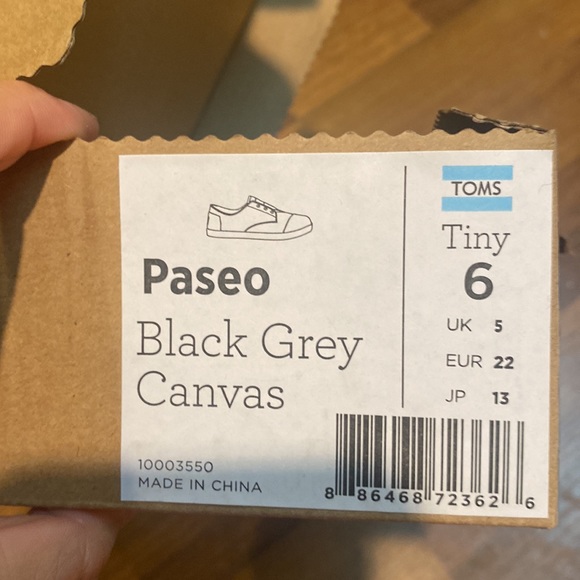 Paseo
Black Grey
Canvas
10003550
MADE IN CHINA
TOMS
Tiny
6
UK 5
EUR 22
JP 13
8 86468 72362 6